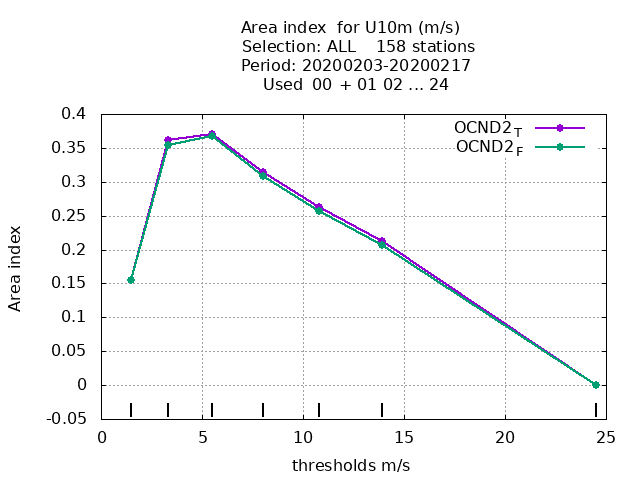 Area index  for U10m (m/s)
Selection: ALL    158 stations
Period: 20200203-20200217
Used  00 + 01 02 ... 24
OCND2T
OCND2F
0.4
0.35
0.3
0.25
0.2
0.15
0.1
0.05
0
-0.05
Area index
0 5 10 15 20 25
thresholds m/s